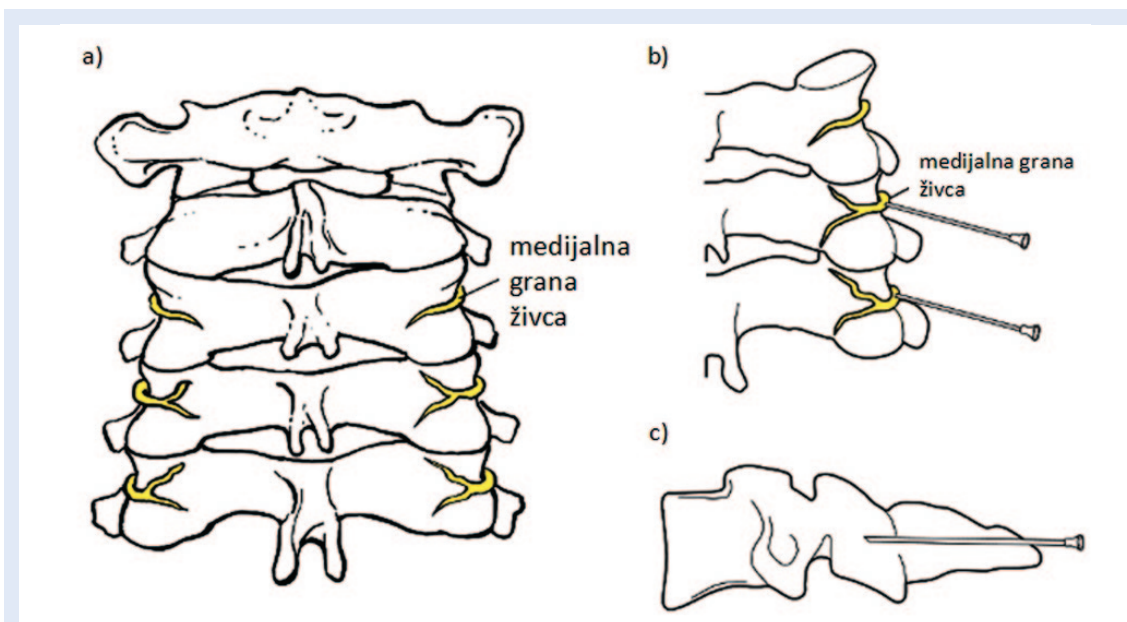 a)
medijalna
grana
živca
b)
medijalna grana
živca
c)